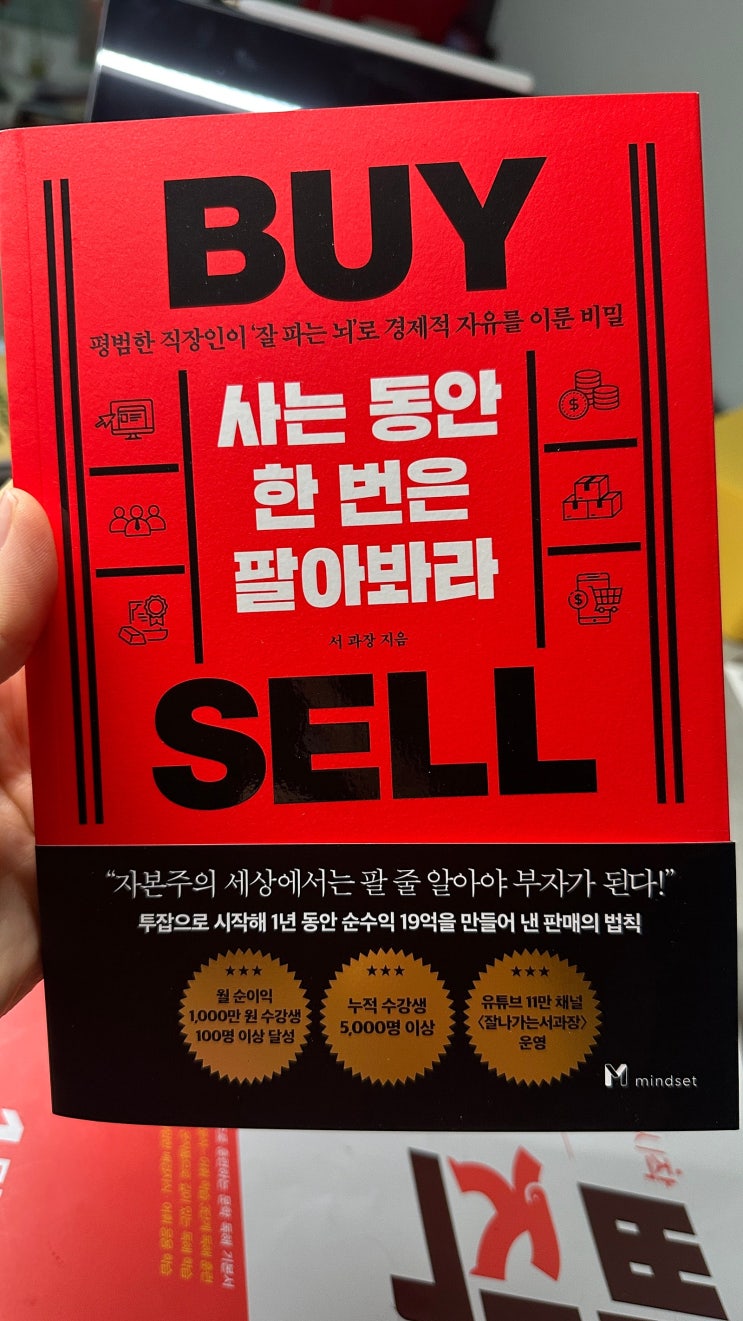 BUY
평범한 직장인이 '잘 파는 뇌'로 경제적 자유를 이룬 비밀
사는 동안
한 번은
팔아봐라
서 과장 지음
SELL
“자본주의 세상에서는 팔 줄 알아야 부자가 된다!”
투잡으로 시작해 1년 동안 순수익 19억을 만들어 낸 판매의 법칙
월 순이익
1,000만 원 수강생
100명 이상 달성
누적 수강생
5,000명 이상
유튜브 11만 채널
<잘나가는서과장>
운영
mindset